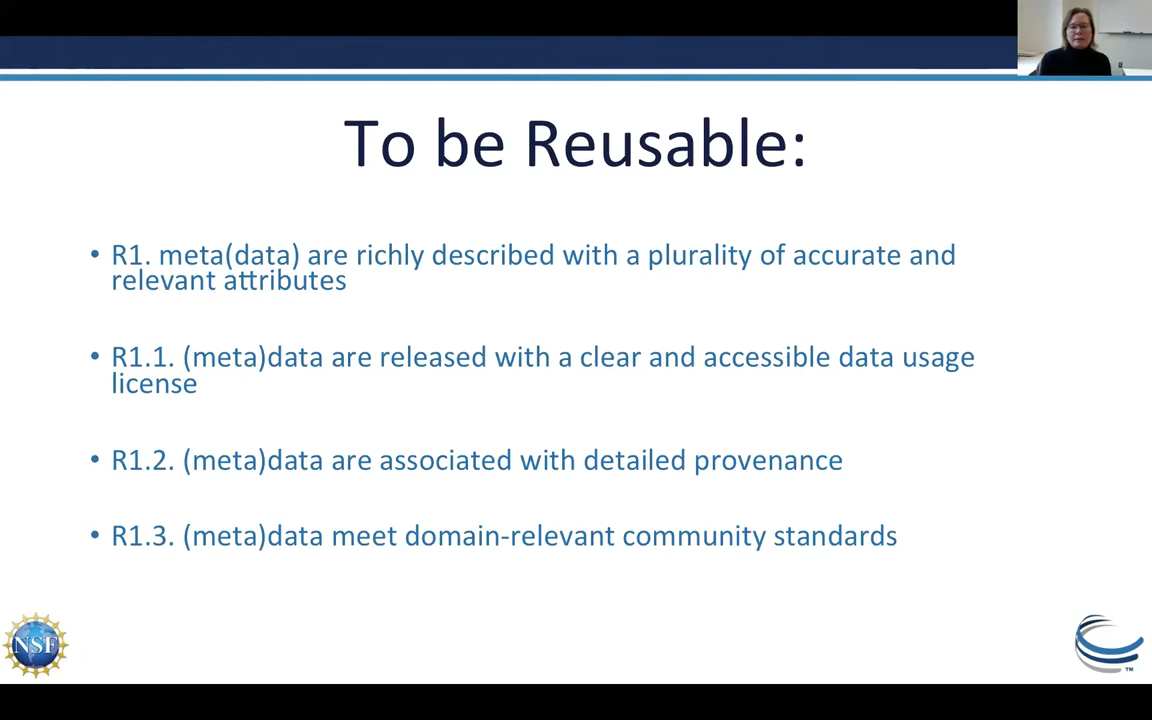 To be Reusable:
• R1. meta(data) are richly described with a plurality of accurate and
relevant attributes
• R1.1. (meta)data are released with a clear and accessible data usage
license
• R1.2. (meta)data are associated with detailed provenance
• R1.3. (meta)data meet domain-relevant community standards
NSF
TM